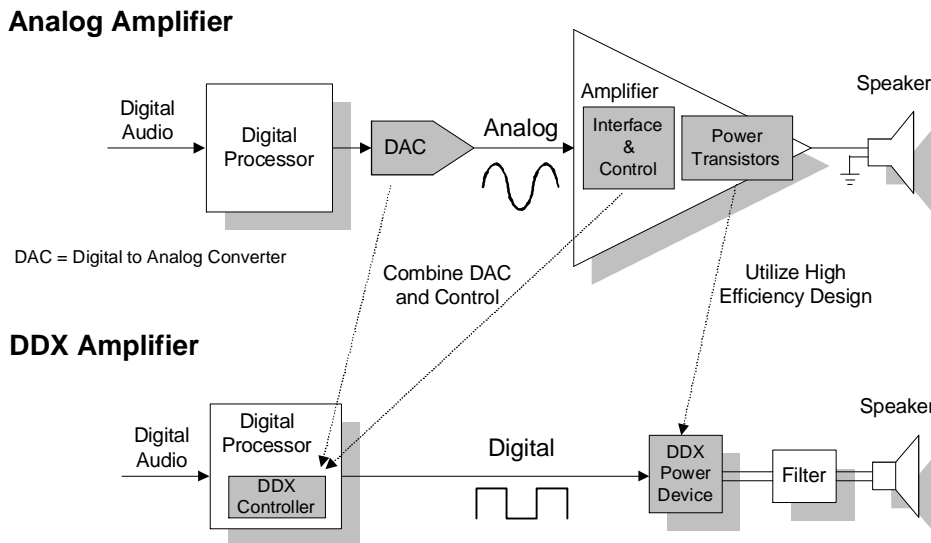 Analog Amplifier
Speaker
Digital
Audio
Digital
Processor
DAC
Analog
Amplifier
Interface
&
Control
Power
Transistors
DAC = Digital to Analog Converter
Combine DAC
and Control
Utilize High
Efficiency Design
DDX Amplifier
Speaker
Digital
Audio
Digital
Processor
DDX
Controller
Digital
DDX
Power
Device
Filter